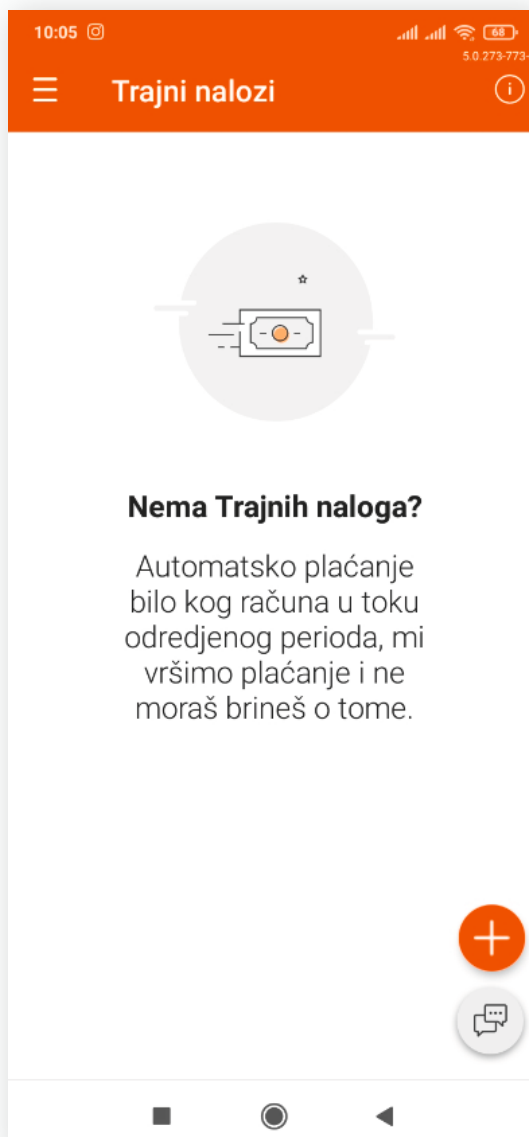 10:05
68
5.0.273-773-
Trajni nalozi
Nema Trajnih naloga?
Automatsko plaćanje
bilo kog računa u toku
odredjenog perioda, mi
vršimo plaćanje i ne
moraš brineš o tome.